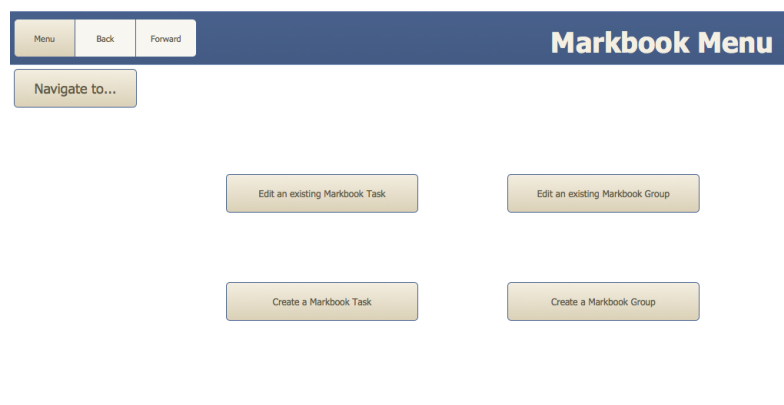 Menu
Back
Forward
Markbook Menu
Navigate to...
Edit an existing Markbook Task
Edit an existing Markbook Group
Create a Markbook Task
Create a Markbook Group